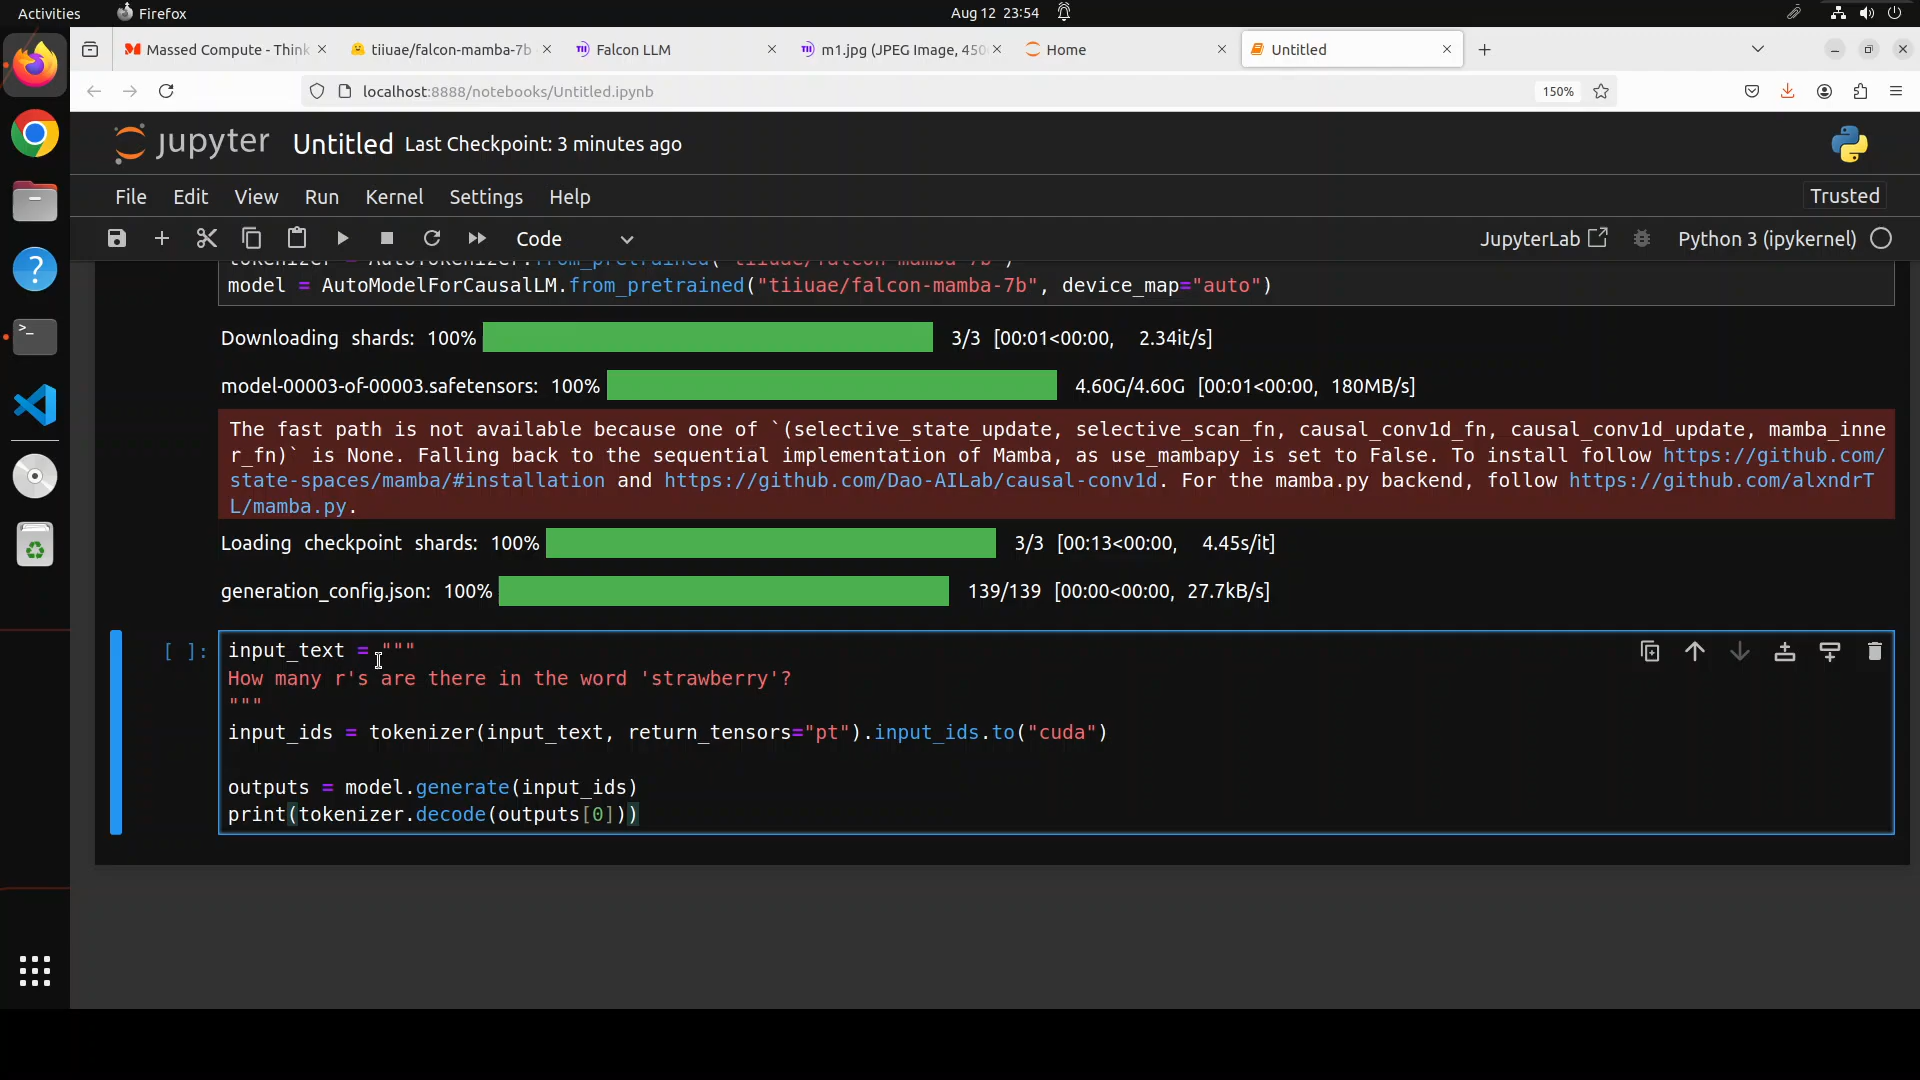 Activities Firefox Aug 12 23:54
Massed Compute - Think tiiuae/falcon-mamba-7b Falcon LLM m1.jpg (JPEG Image, 450 Home Untitled
localhost:8888/notebooks/Untitled.ipynb 150%
jupyter Untitled Last Checkpoint: 3 minutes ago
File Edit View Run Kernel Settings Help Trusted
Code JupyterLab Python 3 (ipykernel)
tokenizer = AutoTokenizer.from_pretrained("tiiuae/falcon-mamba-7b")
model = AutoModelForCausalLM.from_pretrained("tiiuae/falcon-mamba-7b", device_map="auto")
Downloading shards: 100% 3/3 [00:01<00:00, 2.34it/s]
model-00003-of-00003.safetensors: 100% 4.60G/4.60G [00:01<00:00, 180MB/s]
The fast path is not available because one of `(selective_state_update, selective_scan_fn, causal_conv1d_fn, causal_conv1d_update, mamba_inne
r_fn)` is None. Falling back to the sequential implementation of Mamba, as use_mambapy is set to False. To install follow https://github.com/
state-spaces/mamba/#installation and https://github.com/Dao-AILab/causal-conv1d. For the mamba.py backend, follow https://github.com/alxndrT
L/mamba.py.
Loading checkpoint shards: 100% 3/3 [00:13<00:00, 4.45s/it]
generation_config.json: 100% 139/139 [00:00<00:00, 27.7kB/s]
[ ]: input_text = """
How many r's are there in the word 'strawberry'?
"""
input_ids = tokenizer(input_text, return_tensors="pt").input_ids.to("cuda")
outputs = model.generate(input_ids)
print(tokenizer.decode(outputs[0]))